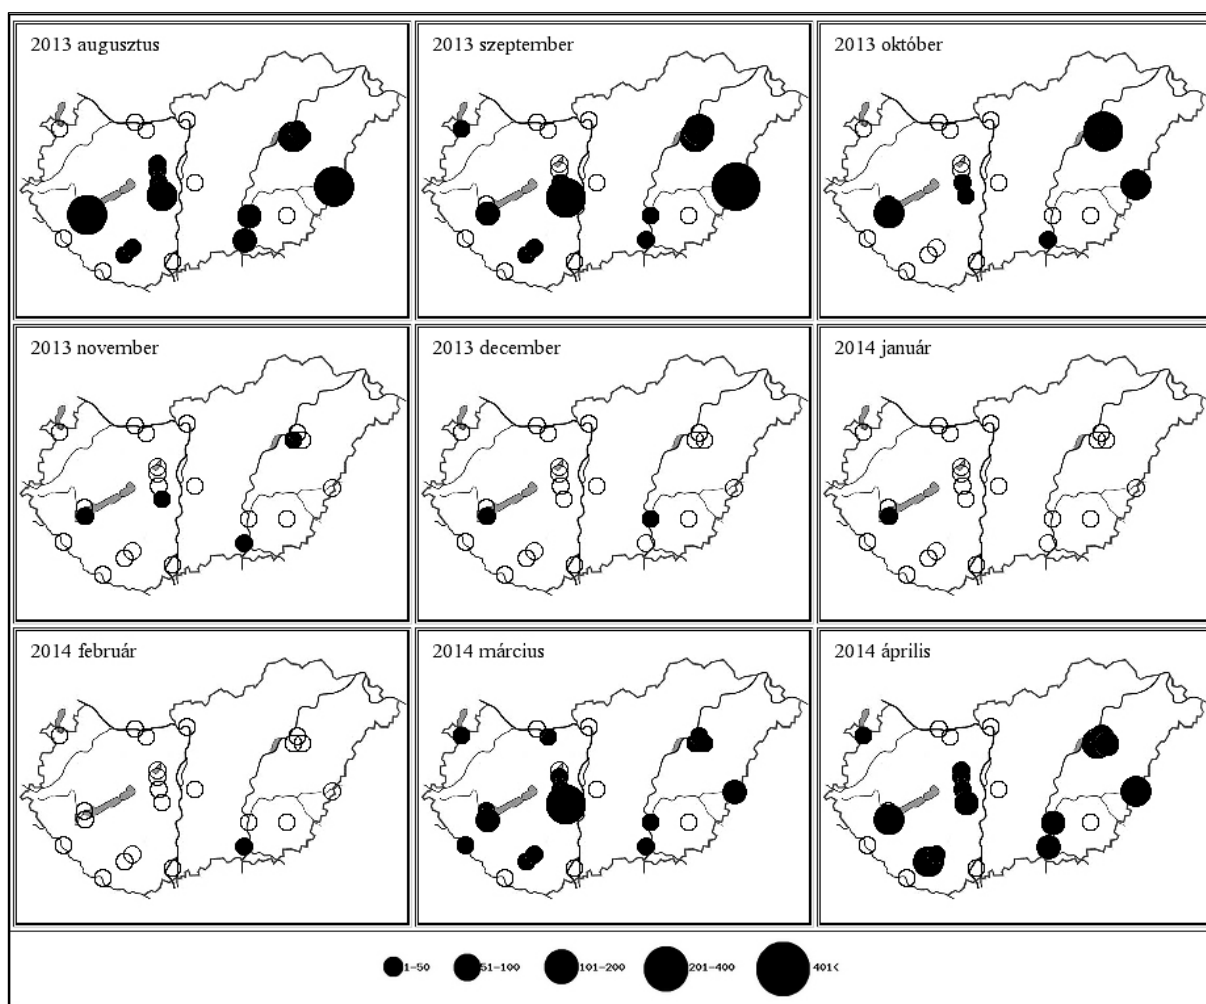 2013 augusztus
2013 szeptember
2013 október
2013 november
2013 december
2014 január
2014 február
2014 március
2014 április
1-50 51-100 101-200 201-400 401<